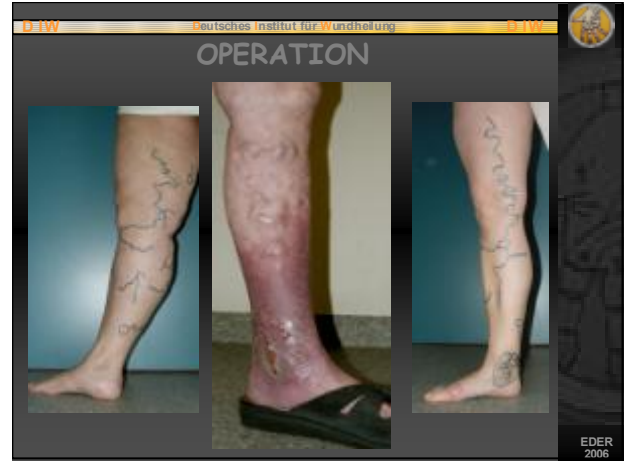 DIW Deutsches Institut für Wundheilung DIW
OPERATION
EDER
2006